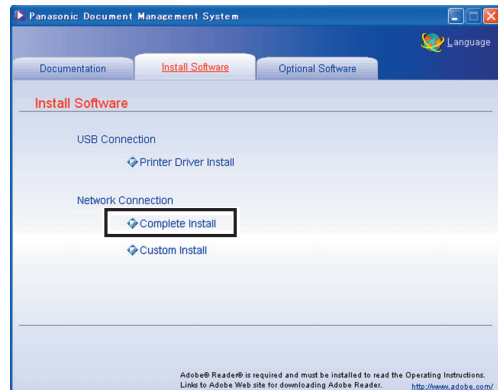 Panasonic Document Management System
Language
Documentation
Install Software
Optional Software
Install Software
USB Connection
Printer Driver Install
Network Connection
Complete Install
Custom Install
Adobe® Reader® is required and must be installed to read the Operating Instructions.
Links to Adobe Web site for downloading Adobe Reader. http://www.adobe.com/